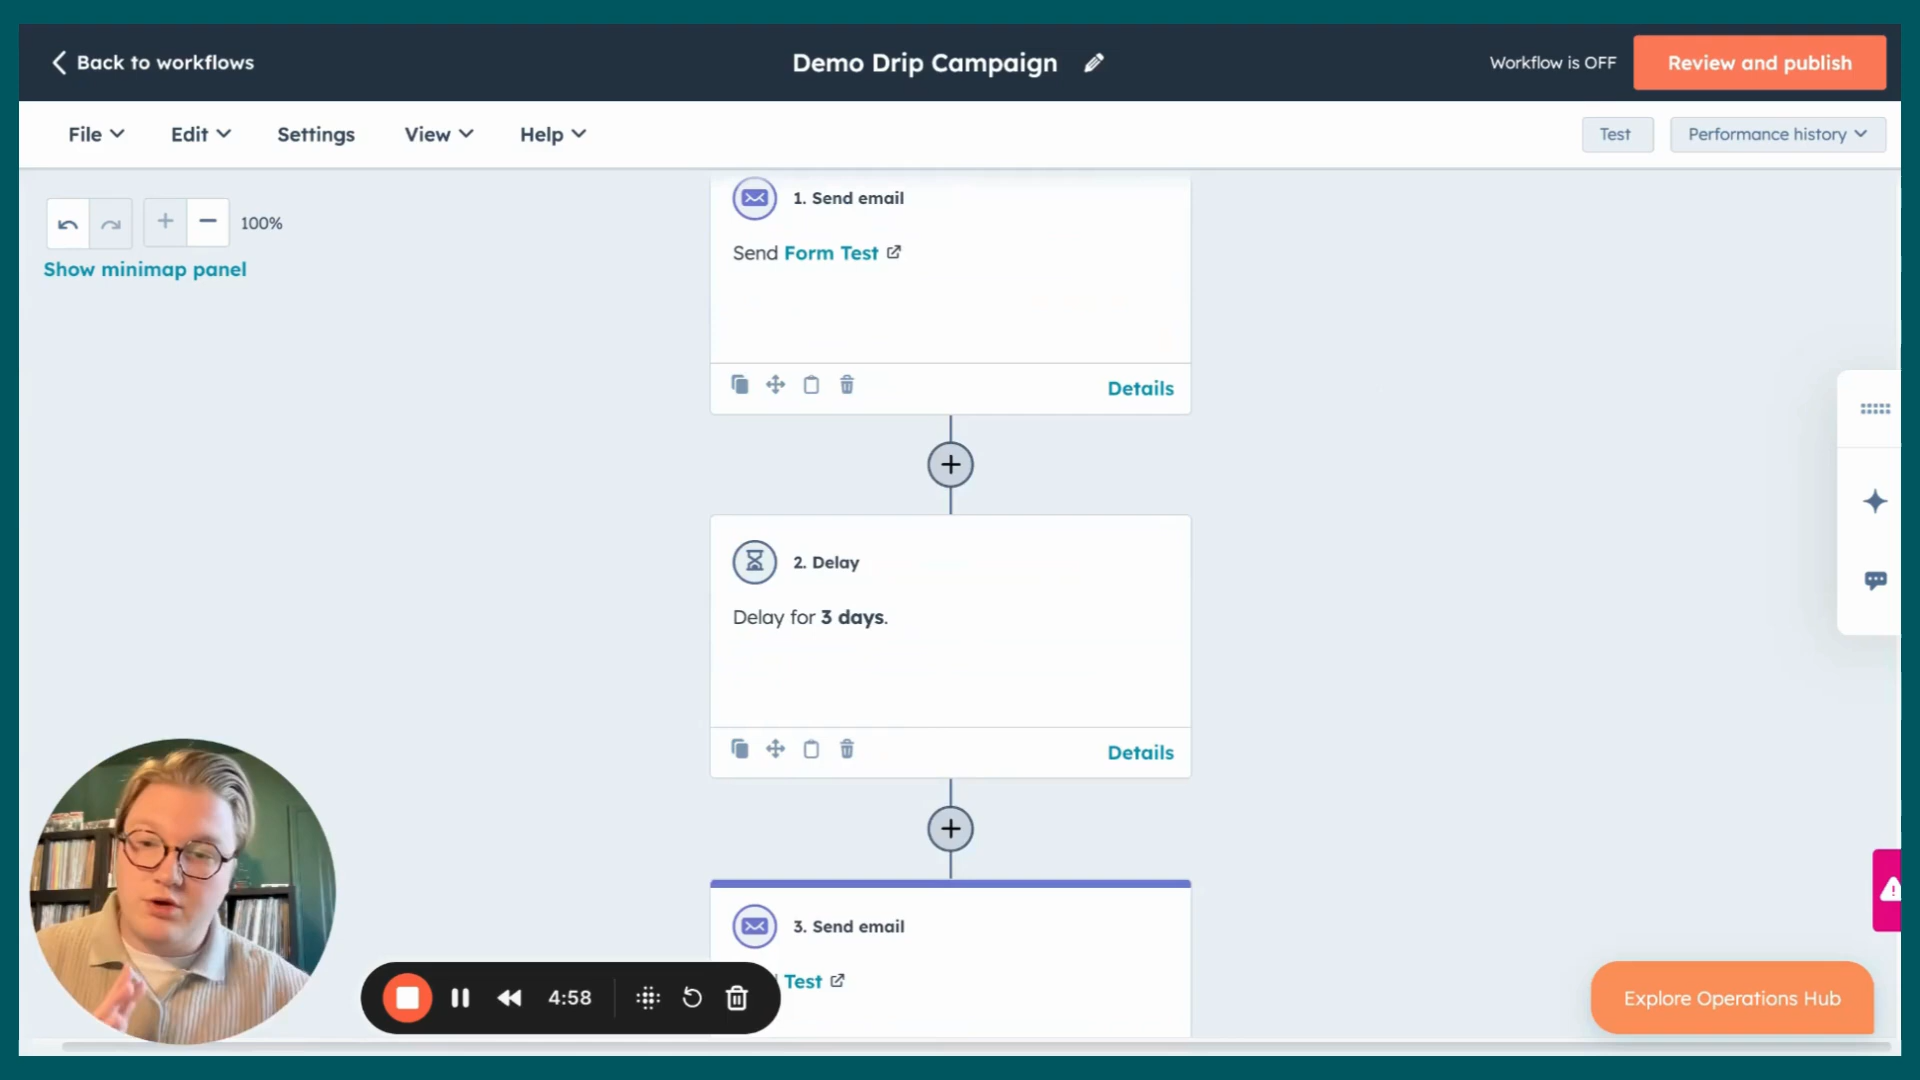 Back to workflows
Demo Drip Campaign
Workflow is OFF
Review and publish
File
Edit
Settings
View
Help
Test
Performance history
100%
Show minimap panel
1. Send email
Send Form Test
Details
2. Delay
Delay for 3 days.
Details
3. Send email
Test
4:58
Explore Operations Hub